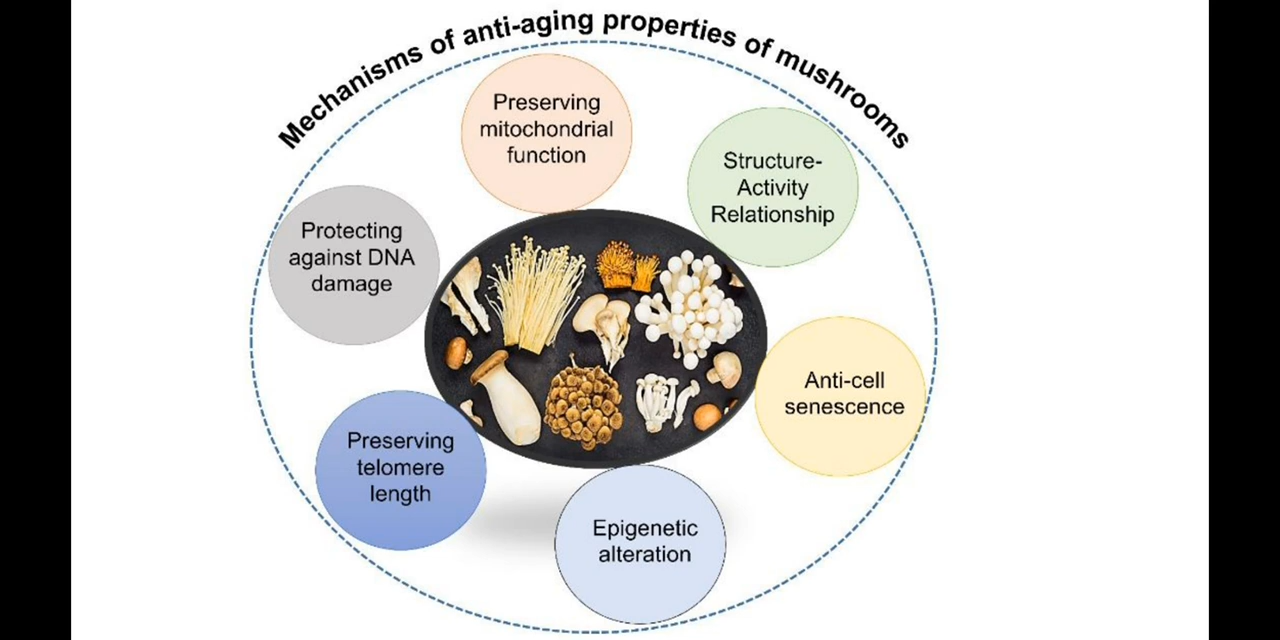 Mechanisms of anti-aging properties of mushrooms
Preserving
mitochondrial
function
Structure-
Activity
Relationship
Anti-cell
senescence
Epigenetic
alteration
Preserving
telomere
length
Protecting
against DNA
damage